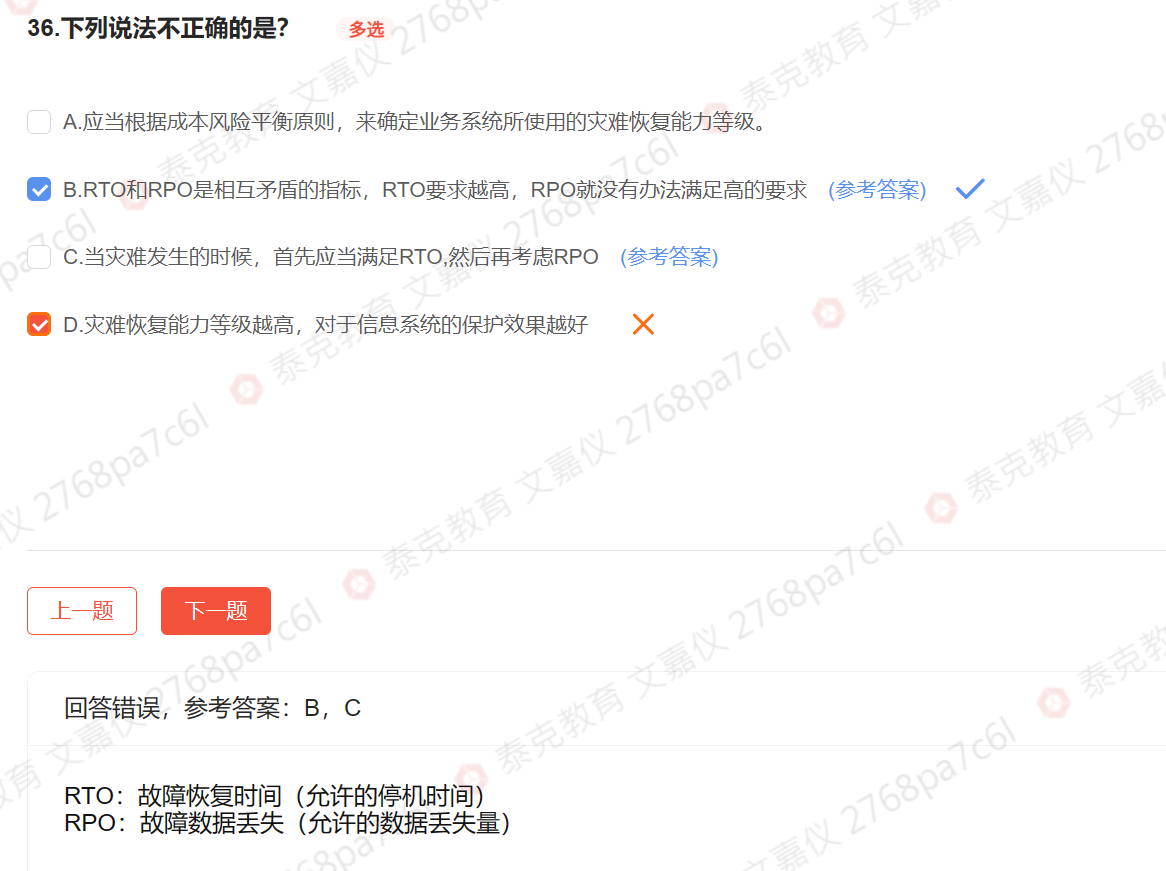 36.下列说法不正确的是？ 多选
A.应当根据成本风险平衡原则，来确定业务系统所使用的灾难恢复能力等级。
B.RTO和RPO是相互矛盾的指标，RTO要求越高，RPO就没有办法满足高的要求 (参考答案)
C.当灾难发生的时候，首先应当满足RTO,然后再考虑RPO (参考答案)
D.灾难恢复能力等级越高，对于信息系统的保护效果越好
上一题 下一题
回答错误，参考答案：B，C
RTO：故障恢复时间（允许的停机时间）
RPO：故障数据丢失（允许的数据丢失量）
泰克教育 文嘉仪 2768pa7c6l